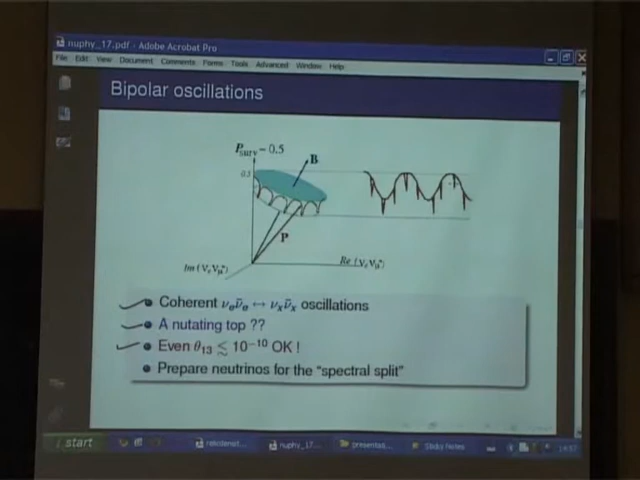 nuphy_17.pdf - Adobe Acrobat Pro
File Edit View Document Comments Forms Tools Advanced Window Help
Bipolar oscillations
P_surv - 0.5
B
0.5
P
Im (ν_e ν_μ*)
Re (ν_e ν_μ*)
• Coherent ν_e ν̄_e ↔ ν_x ν̄_x oscillations
• A nutating top ??
• Even θ₁₃ ≲ 10⁻¹⁰ OK !
• Prepare neutrinos for the "spectral split"
start nuphy_17... presentas... Sticky Notes